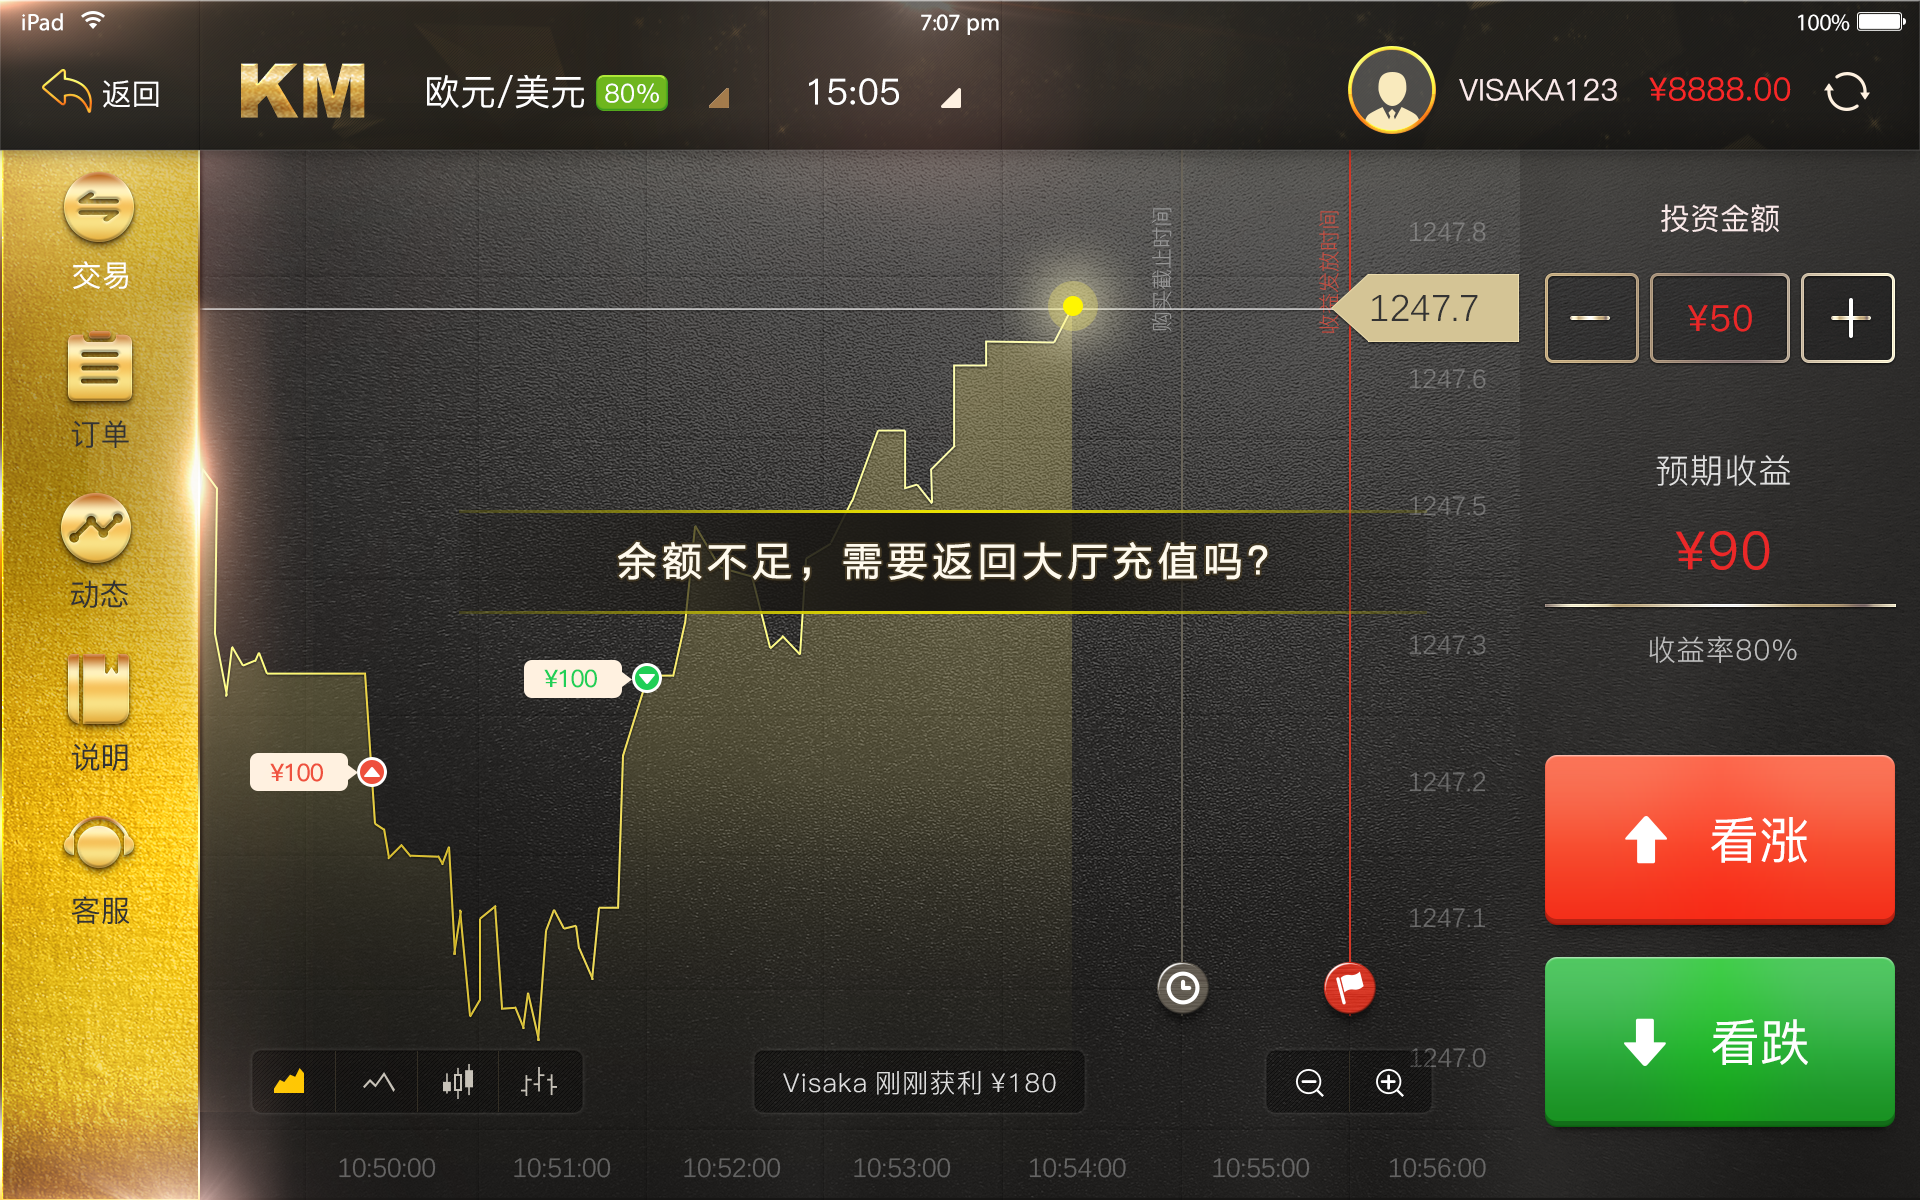 iPad
7:07 pm
100%
返回
KM
欧元/美元
80%
15:05
VISAKA123
¥8888.00
交易
订单
动态
说明
客服
购买截止时间
收益发放时间
1247.8
1247.7
1247.6
1247.5
1247.3
1247.2
1247.1
1247.0
余额不足，需要返回大厅充值吗？
¥100
¥100
Visaka 刚刚获利 ¥180
10:50:00
10:51:00
10:52:00
10:53:00
10:54:00
10:55:00
10:56:00
投资金额
¥50
预期收益
¥90
收益率80%
看涨
看跌